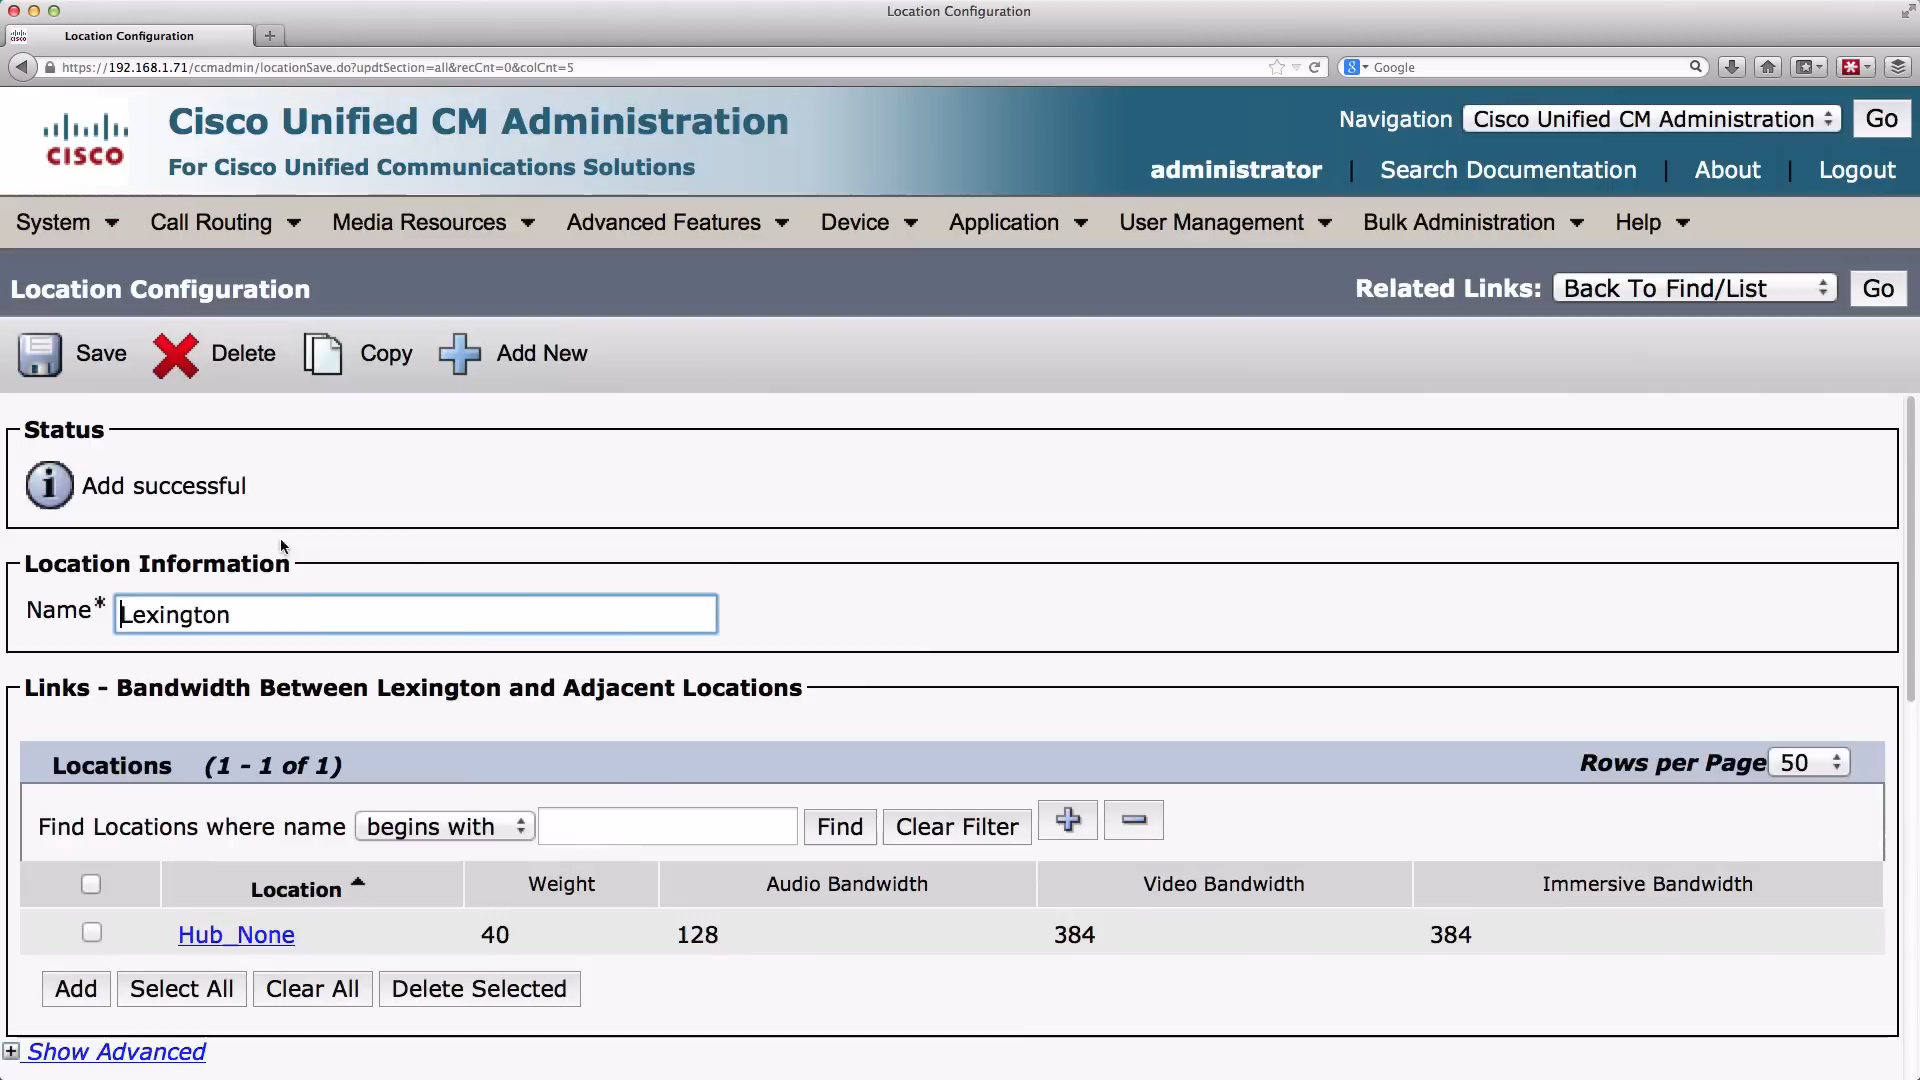 Location Configuration
Location Configuration
https://192.168.1.71/ccmadmin/locationSave.do?updtSection=all&recCnt=0&colCnt=5
Google
CISCO
Cisco Unified CM Administration
For Cisco Unified Communications Solutions
Navigation Cisco Unified CM Administration Go
administrator | Search Documentation | About | Logout
System Call Routing Media Resources Advanced Features Device Application User Management Bulk Administration Help
Location Configuration
Related Links: Back To Find/List Go
Save Delete Copy Add New
Status
Add successful
Location Information
Name* Lexington
Links - Bandwidth Between Lexington and Adjacent Locations
Locations (1 - 1 of 1) Rows per Page 50
Find Locations where name begins with Find Clear Filter
Location Weight Audio Bandwidth Video Bandwidth Immersive Bandwidth
Hub_None 40 128 384 384
Add Select All Clear All Delete Selected
Show Advanced